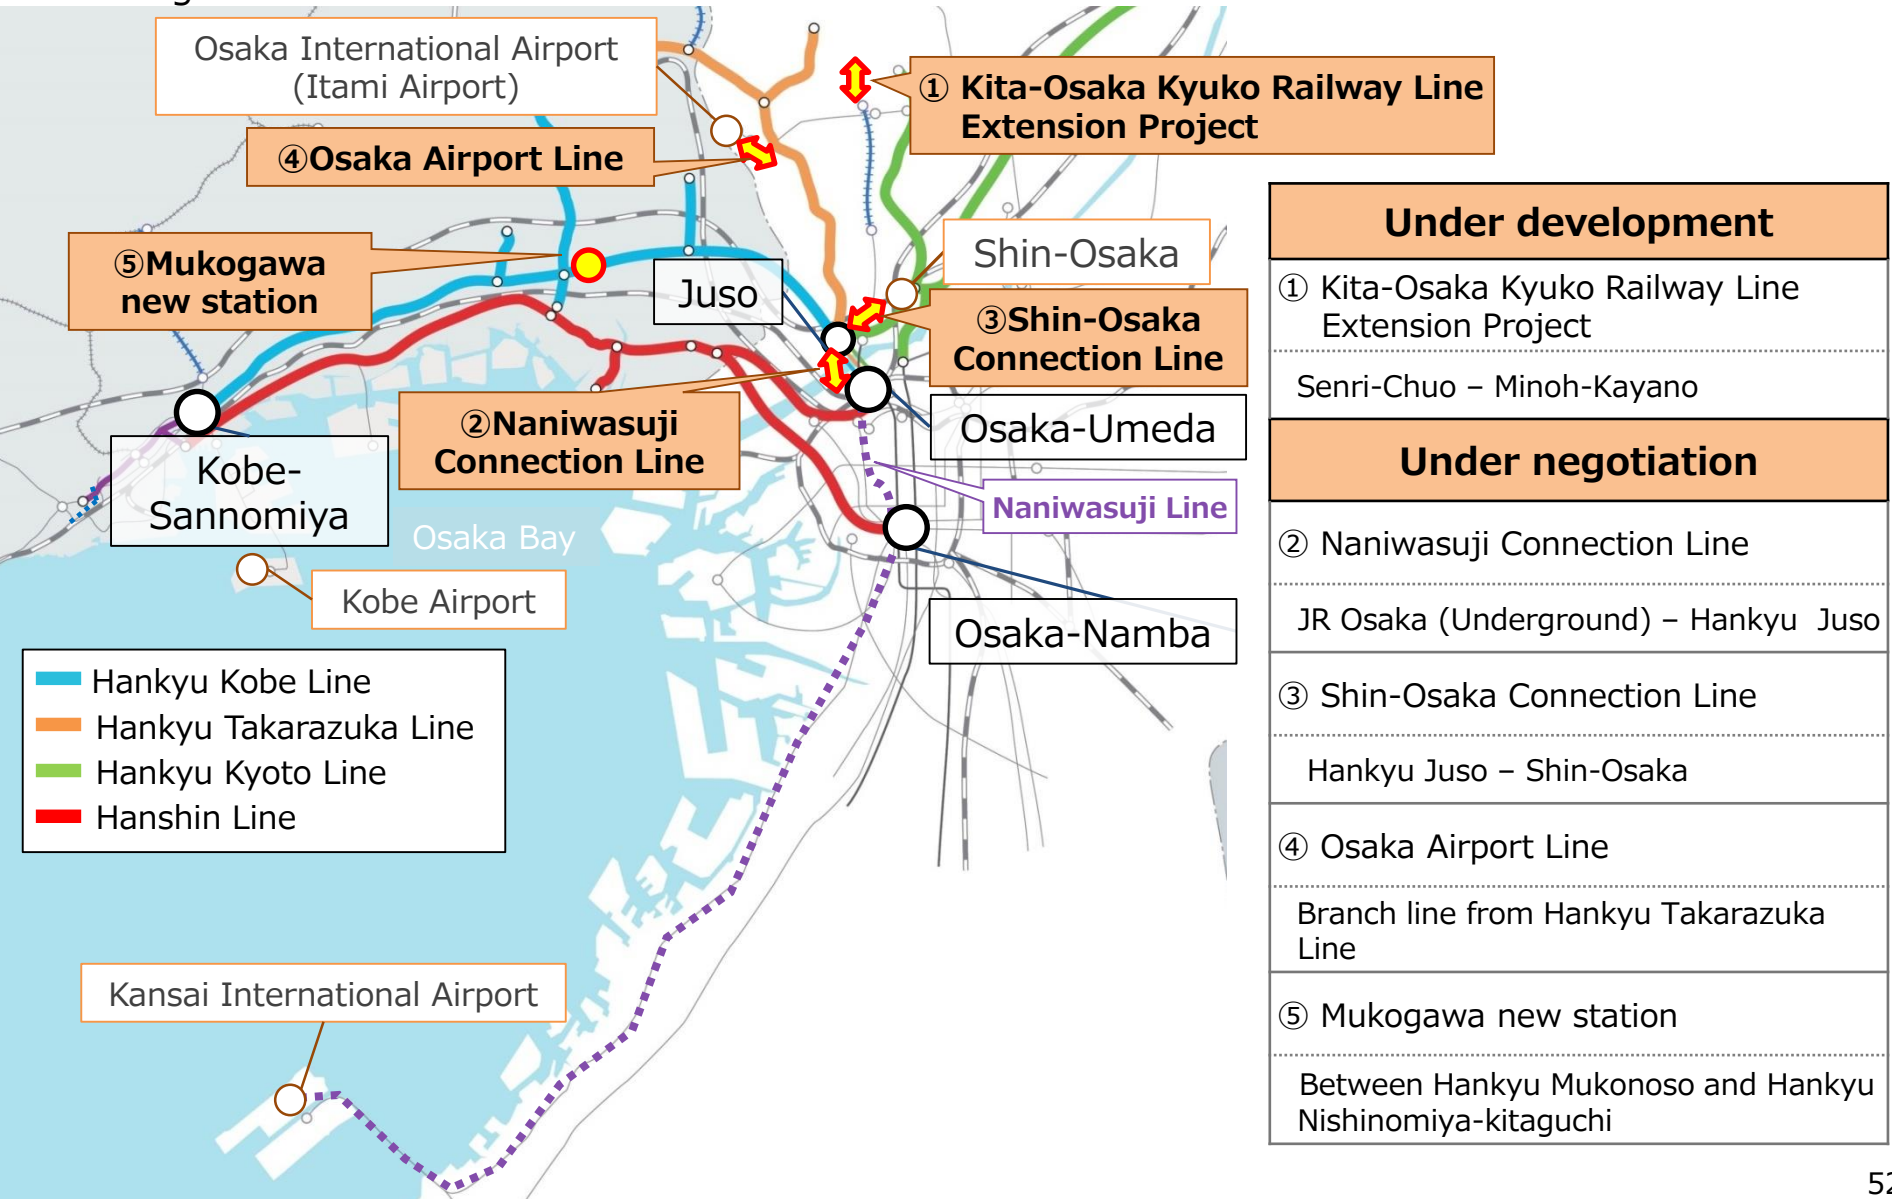 Osaka International Airport
(Itami Airport)
① Kita-Osaka Kyuko Railway Line
Extension Project
④Osaka Airport Line
⑤Mukogawa
new station
Shin-Osaka
Juso
③Shin-Osaka
Connection Line
②Naniwasuji
Connection Line
Osaka-Umeda
Kobe-
Sannomiya
Naniwasuji Line
Osaka Bay
Kobe Airport
Osaka-Namba
Hankyu Kobe Line
Hankyu Takarazuka Line
Hankyu Kyoto Line
Hanshin Line
Kansai International Airport
Under development
① Kita-Osaka Kyuko Railway Line
Extension Project
Senri-Chuo – Minoh-Kayano
Under negotiation
② Naniwasuji Connection Line
JR Osaka (Underground) – Hankyu Juso
③ Shin-Osaka Connection Line
Hankyu Juso – Shin-Osaka
④ Osaka Airport Line
Branch line from Hankyu Takarazuka
Line
⑤ Mukogawa new station
Between Hankyu Mukonoso and Hankyu
Nishinomiya-kitaguchi
52